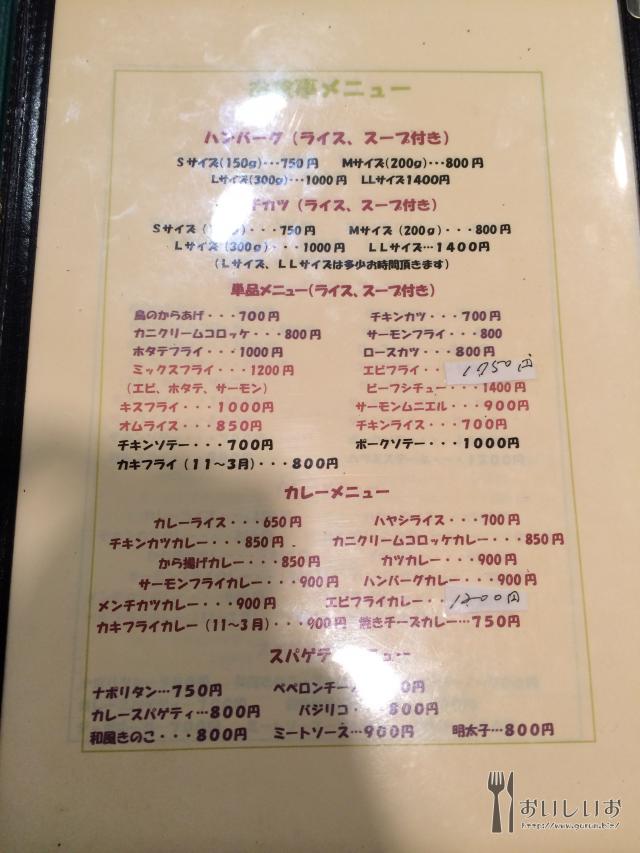 メニュー
ハンバーグ（ライス、スープ付き）
Sサイズ(150g)･･･750円　Mサイズ(200g)･･･800円
Lサイズ(300g)･･･1000円　LLサイズ1400円
カツ（ライス、スープ付き）
Sサイズ ･･･750円　Mサイズ（200g）･･･800円
Lサイズ（300g）･･･1000円　LLサイズ･･･1400円
（Lサイズ、LLサイズは多少お時間頂きます）
単品メニュー（ライス、スープ付き）
鳥のからあげ･･･700円　チキンカツ･･･700円
カニクリームコロッケ･･･800円　サーモンフライ･･･800
ホタテフライ･･･1000円　ロースカツ･･･800円
ミックスフライ･･･1200円　エビフライ･･
（エビ、ホタテ、サーモン）　ビーフシチュー･･･1400円
キスフライ･･･1000円　サーモンムニエル･･･900円
オムライス･･･850円　チキンライス･･･700円
チキンソテー･･･700円　ポークソテー･･･1000円
カキフライ（11～3月）･･･800円
カレーメニュー
カレーライス･･･650円　ハヤシライス･･･700円
チキンカツカレー･･･850円　カニクリームコロッケカレー･･･850円
から揚げカレー･･･850円　カツカレー･･･900円
サーモンフライカレー･･･900円　ハンバーグカレー･･･900円
メンチカツカレー･･･900円　エビフライカレー･･1200円
カキフライカレー（11～3月）･･･900円　焼きチーズカレー･･･750円
スパゲティメニュー
ナポリタン･･･750円　ペペロンチーノ
カレースパゲティ･･･800円　バジリコ･･･800円
和風きのこ･･･800円　ミートソース･･･900円　明太子･･･800円
おいしいお
http://www.gurum.biz/